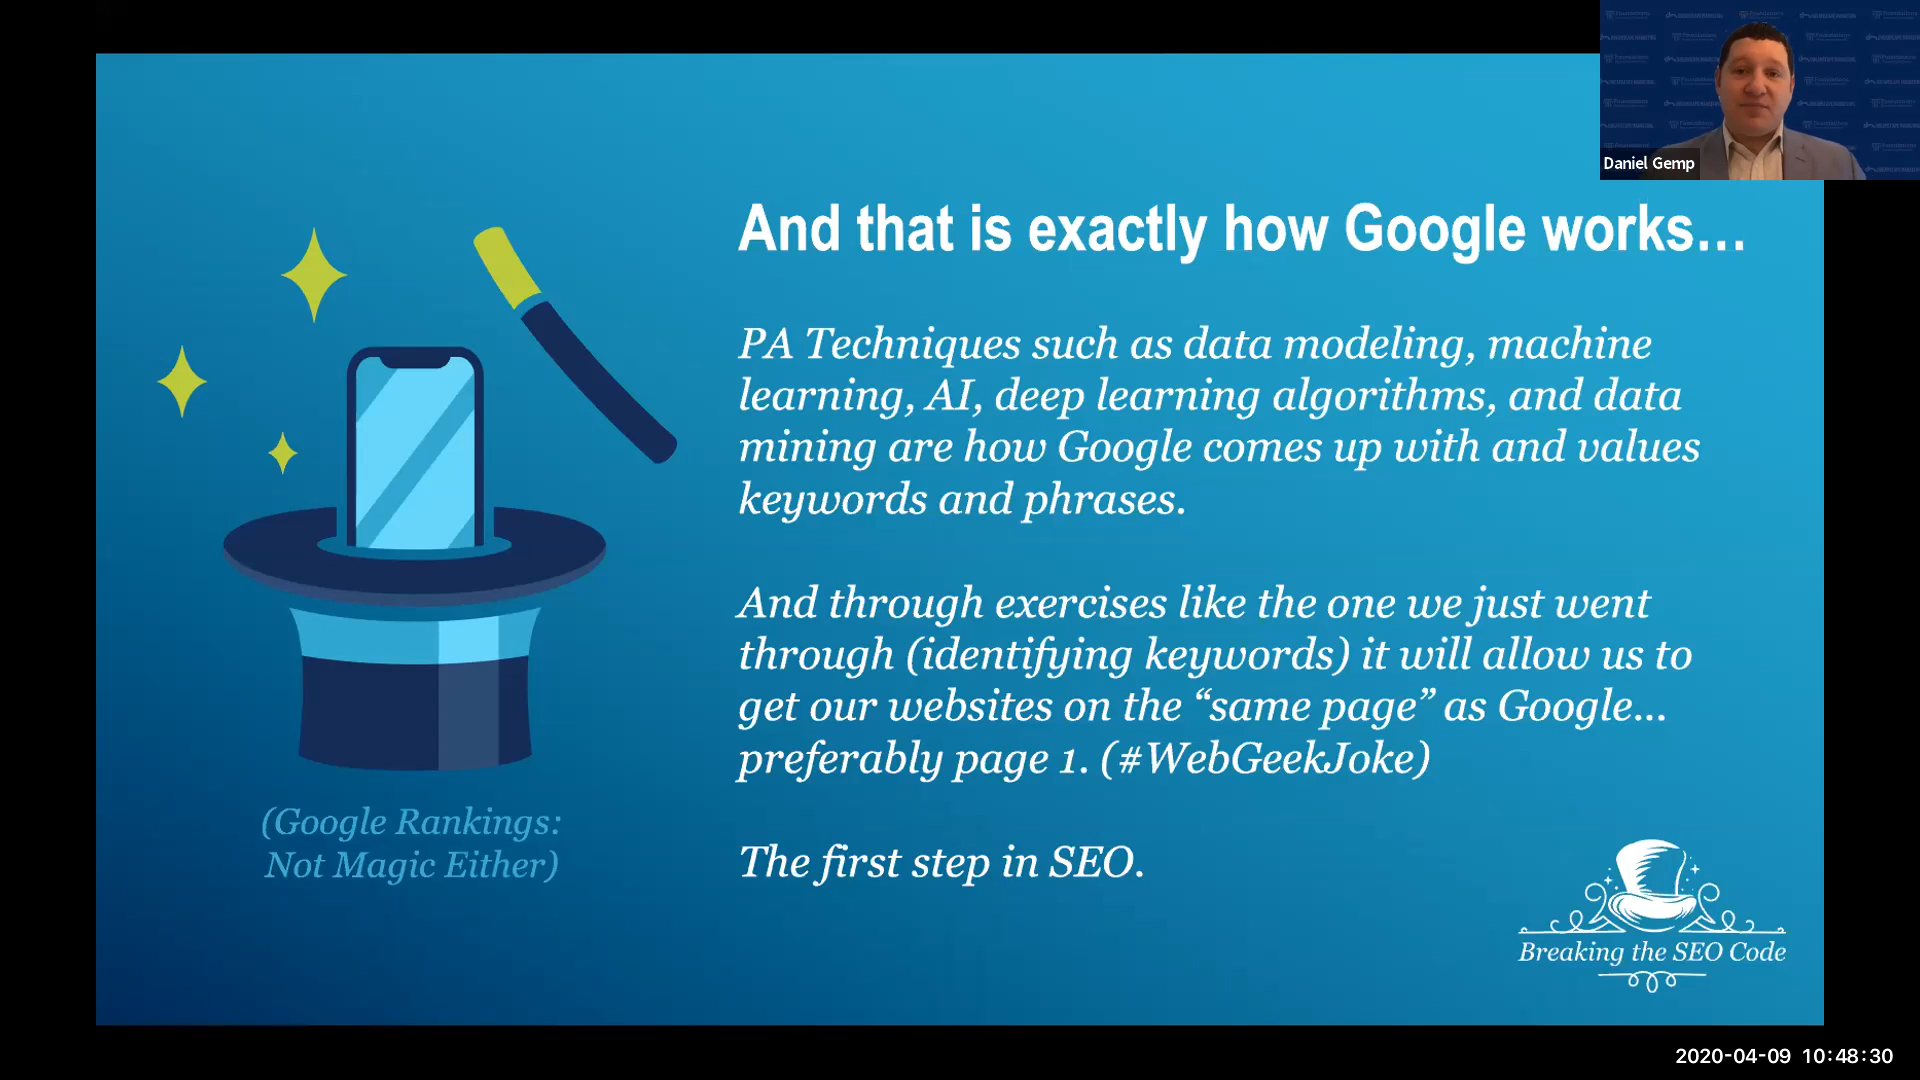 Daniel Gemp
And that is exactly how Google works...
PA Techniques such as data modeling, machine
learning, AI, deep learning algorithms, and data
mining are how Google comes up with and values
keywords and phrases.
And through exercises like the one we just went
through (identifying keywords) it will allow us to
get our websites on the “same page” as Google...
preferably page 1. (#WebGeekJoke)
The first step in SEO.
(Google Rankings:
Not Magic Either)
Breaking the SEO Code
2020-04-09 10:48:30